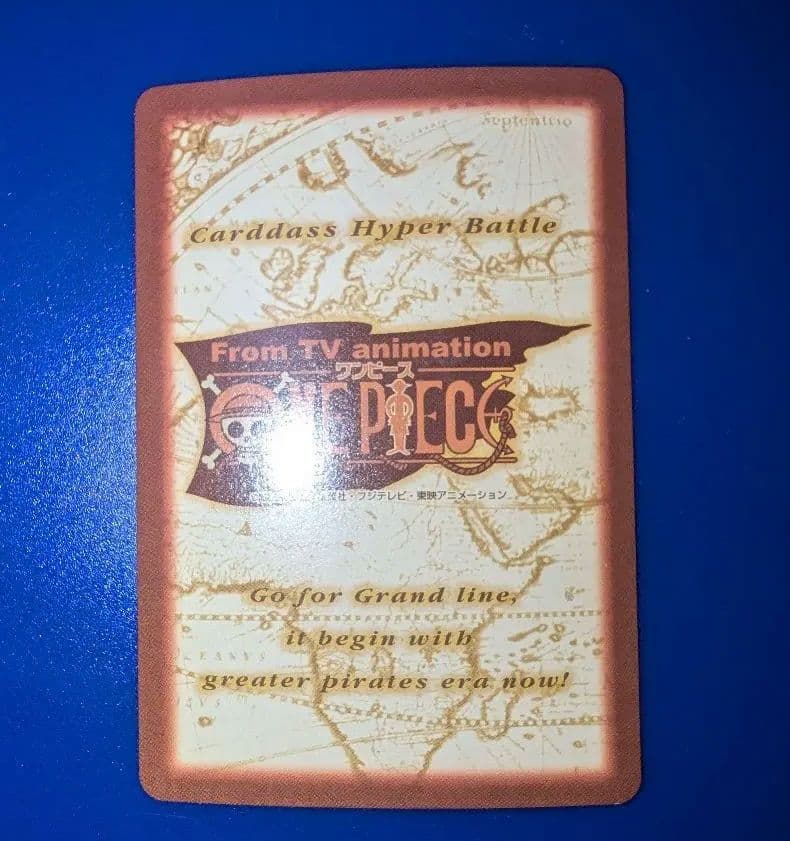 Septentrio
Carddass Hyper Battle
From TV animation
ワンピース
ONE PIECE
社・フジテレビ・東映アニメーション
Go for Grand line,
it begin with
EANVS
greater pirates era now!